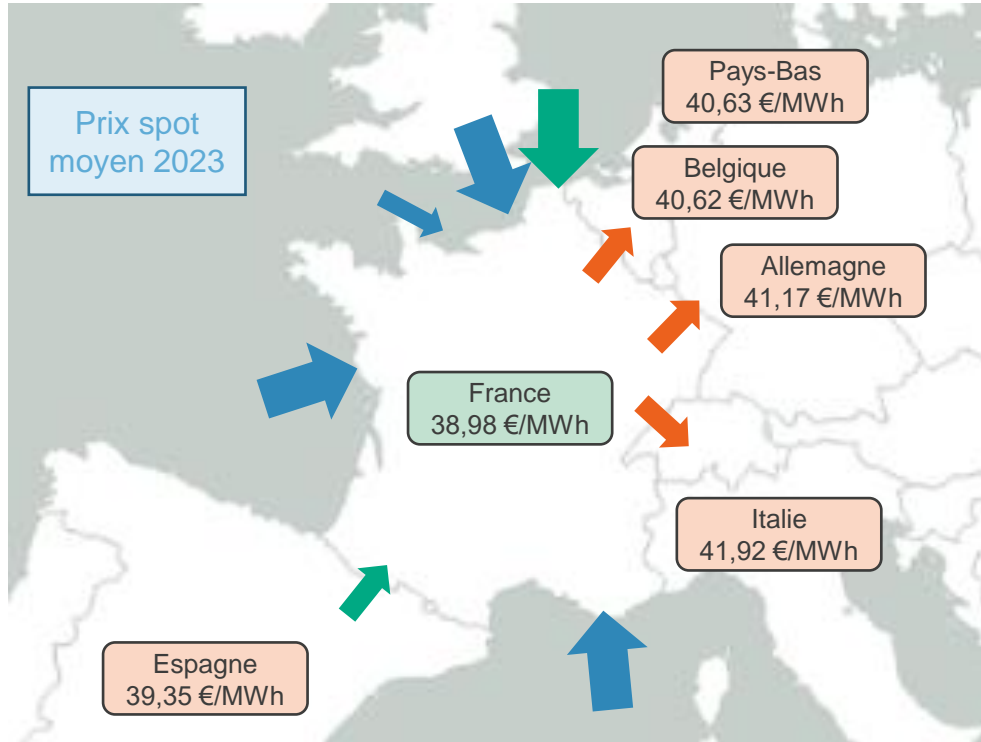 Prix spot
moyen 2023
Pays-Bas
40,63 €/MWh
Belgique
40,62 €/MWh
Allemagne
41,17 €/MWh
France
38,98 €/MWh
Italie
41,92 €/MWh
Espagne
39,35 €/MWh